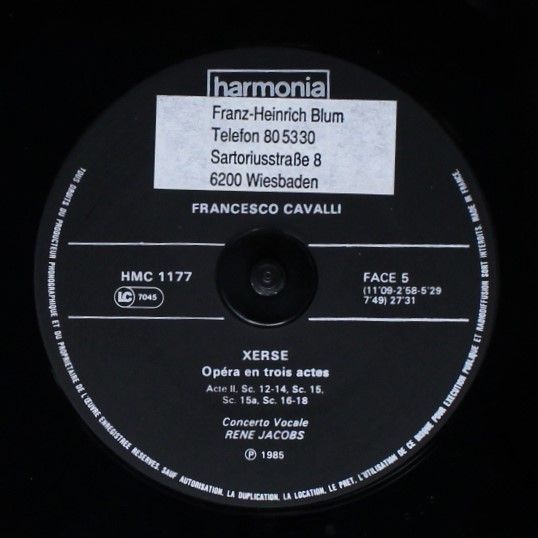 harmonia
Franz-Heinrich Blum
Telefon 80 53 30
Sartoriusstraße 8
6200 Wiesbaden
FRANCESCO CAVALLI
HMC 1177
LC 7045
FACE 5
(11'09-2'58-5'29
7'49) 27'31
XERSE
Opéra en trois actes
Acte II, Sc. 12-14, Sc. 15,
Sc. 15a, Sc. 16-18
Concerto Vocale
RENE JACOBS
Ⓟ 1985
TOUS DROITS DU PRODUCTEUR PHONOGRAPHIQUE ET DU PROPRIETAIRE DE L'ŒUVRE ENREGISTREE RESERVES. SAUF AUTORISATION, LA DUPLICATION, LA LOCATION, LE PRET, L'UTILISATION DE CE DISQUE POUR EXECUTION PUBLIQUE ET RADIODIFFUSION SONT INTERDITS. MADE IN FRANCE.